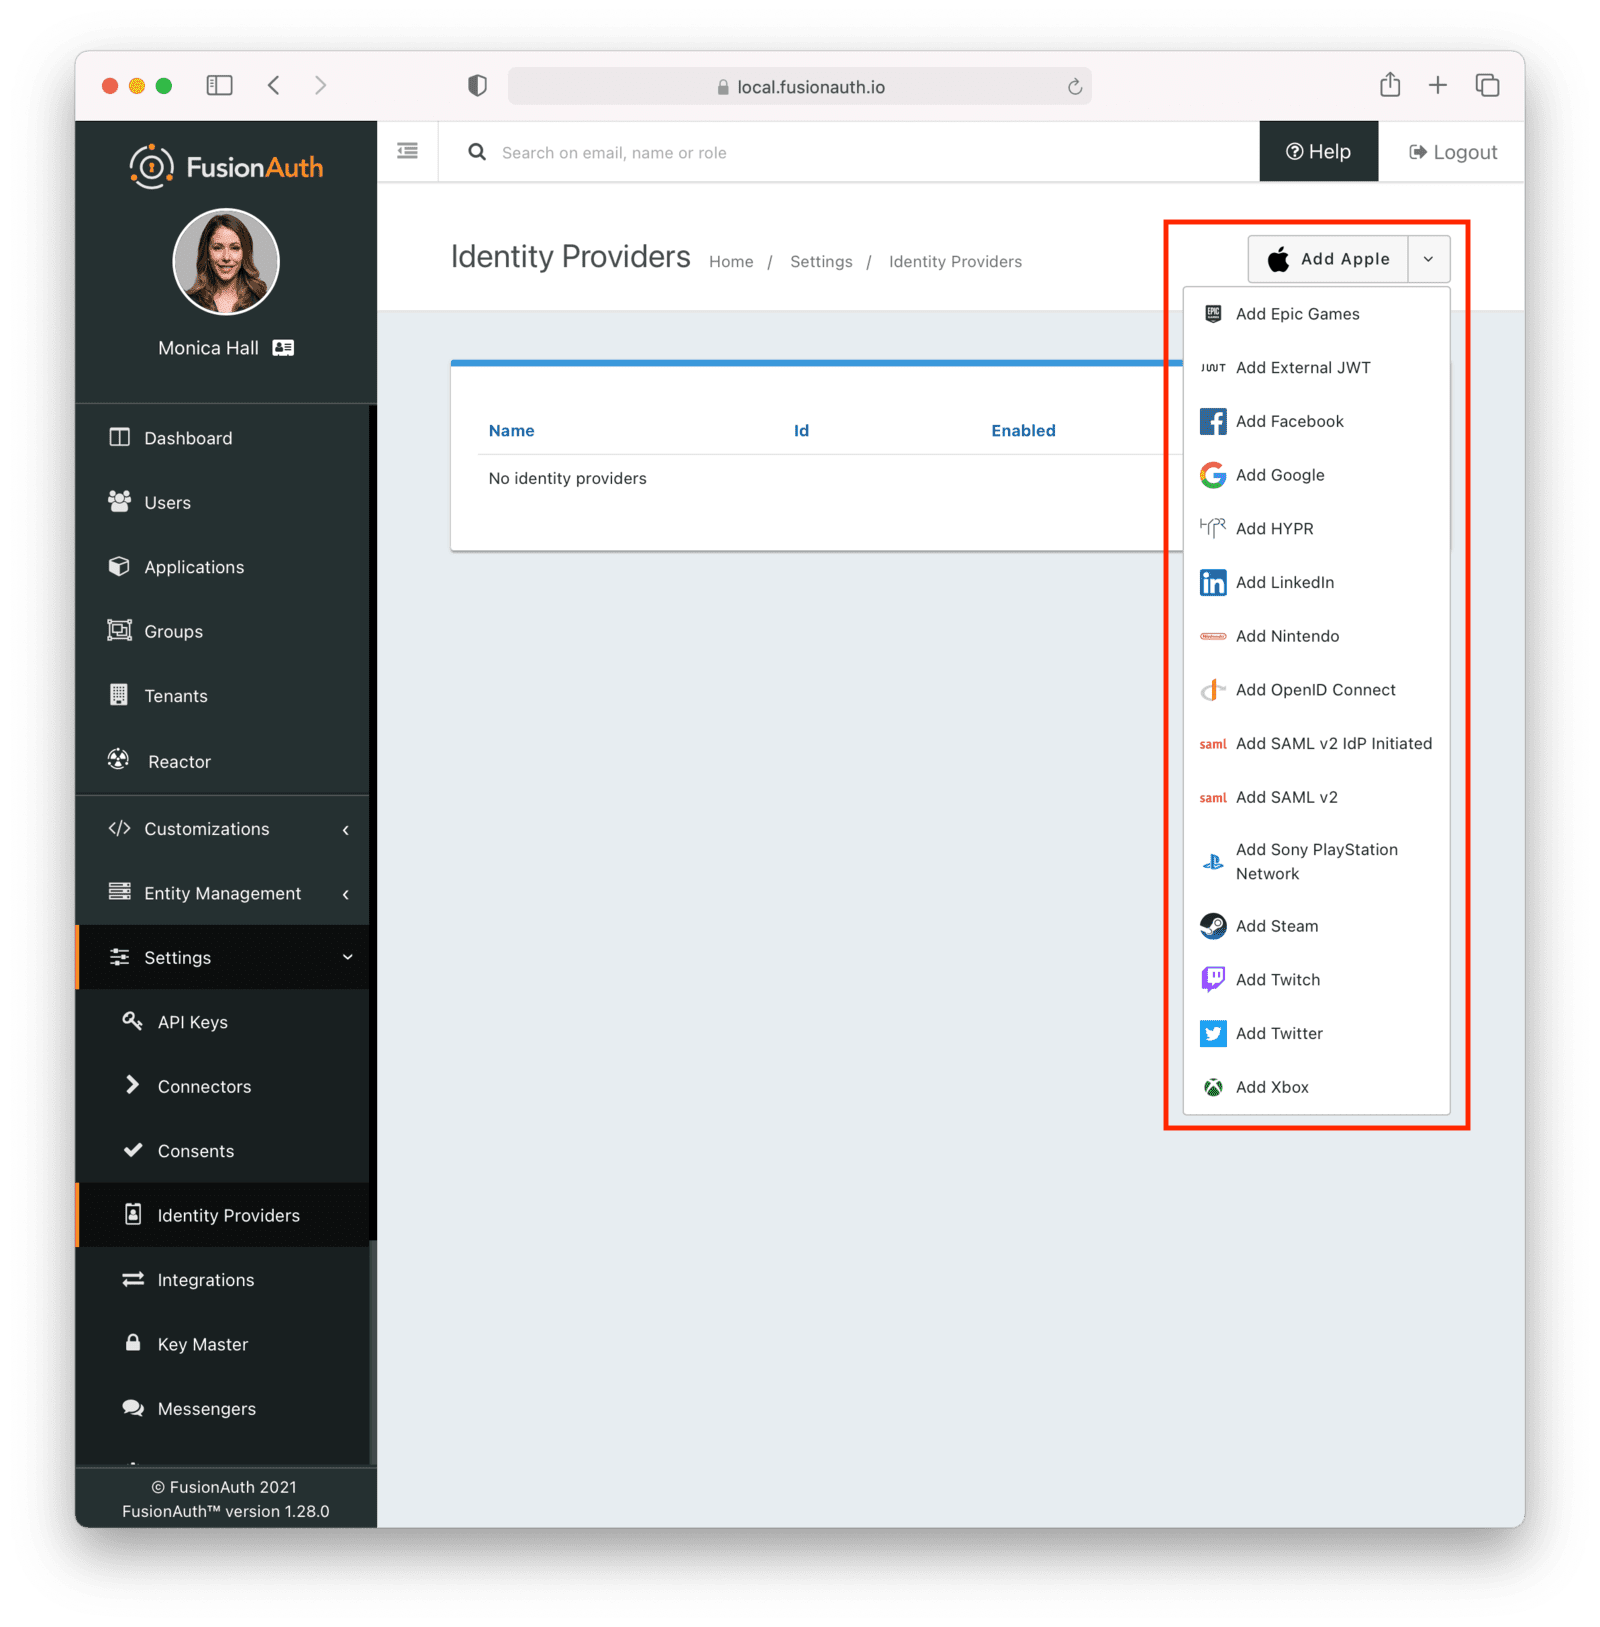 local.fusionauth.io
FusionAuth
Search on email, name or role
Help
Logout
Monica Hall
Identity Providers
Home / Settings / Identity Providers
Add Apple
Name Id Enabled
No identity providers
EPIC
Add Epic Games
JWT
Add External JWT
Add Facebook
Add Google
HYPR
Add HYPR
in
Add LinkedIn
Nintendo
Add Nintendo
Add OpenID Connect
saml
Add SAML v2 IdP Initiated
saml
Add SAML v2
Add Sony PlayStation
Network
Add Steam
Add Twitch
Add Twitter
Add Xbox
Dashboard
Users
Applications
Groups
Tenants
Reactor
Customizations
Entity Management
Settings
API Keys
Connectors
Consents
Identity Providers
Integrations
Key Master
Messengers
© FusionAuth 2021
FusionAuth™ version 1.28.0